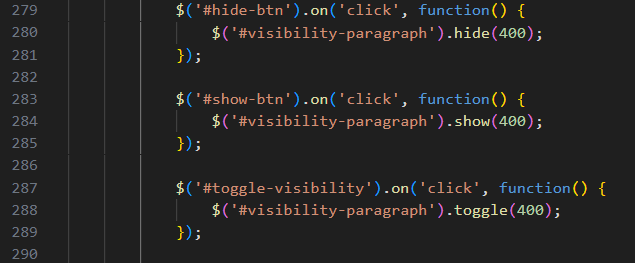 279 $('#hide-btn').on('click', function() {
280 $('#visibility-paragraph').hide(400);
281 });
282
283 $('#show-btn').on('click', function() {
284 $('#visibility-paragraph').show(400);
285 });
286
287 $('#toggle-visibility').on('click', function() {
288 $('#visibility-paragraph').toggle(400);
289 });
290